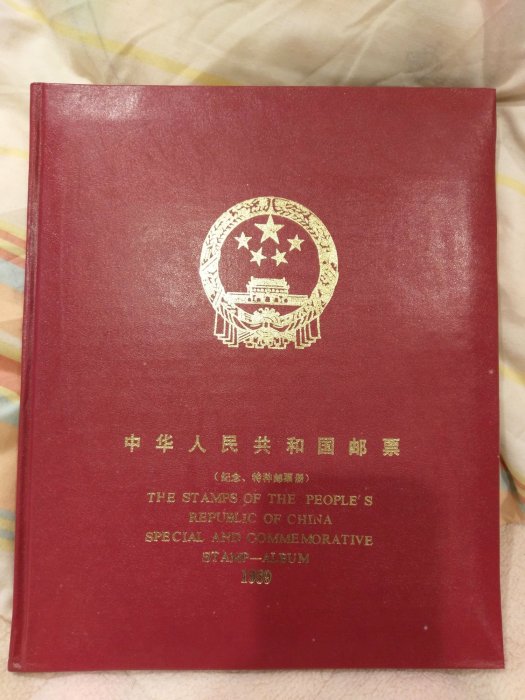 中华人民共和国邮票
(纪念、特种邮票册)
THE STAMPS OF THE PEOPLE'S
REPUBLIC OF CHINA
SPECIAL AND COMMEMORATIVE
STAMP—ALBUM
1989